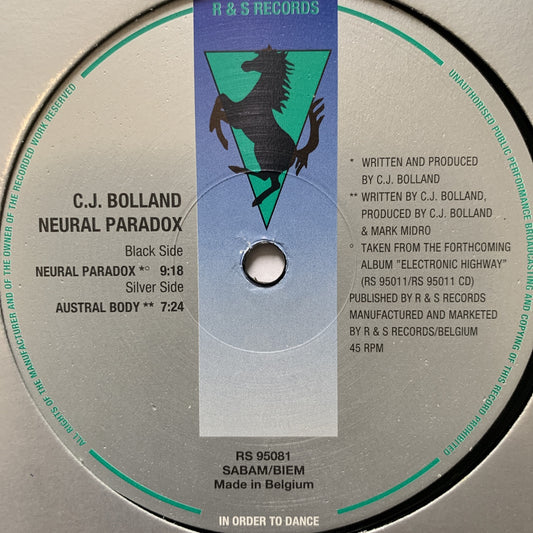 R & S RECORDS
ALL RIGHTS OF THE MANUFACTURER AND OF THE OWNER OF THE RECORDED WORK RESERVED
UNAUTHORISED PUBLIC PERFORMANCE BROADCASTING AND COPYING OF THIS RECORD PROHIBITED
C.J. BOLLAND
NEURAL PARADOX
Black Side
NEURAL PARADOX *° 9:18
Silver Side
AUSTRAL BODY ** 7:24
* WRITTEN AND PRODUCED
BY C.J. BOLLAND
** WRITTEN BY C.J. BOLLAND,
PRODUCED BY C.J. BOLLAND
& MARK MIDRO
° TAKEN FROM THE FORTHCOMING
ALBUM "ELECTRONIC HIGHWAY"
(RS 95011/RS 95011 CD)
PUBLISHED BY R & S RECORDS
MANUFACTURED AND MARKETED
BY R & S RECORDS/BELGIUM
45 RPM
RS 95081
SABAM/BIEM
Made in Belgium
IN ORDER TO DANCE